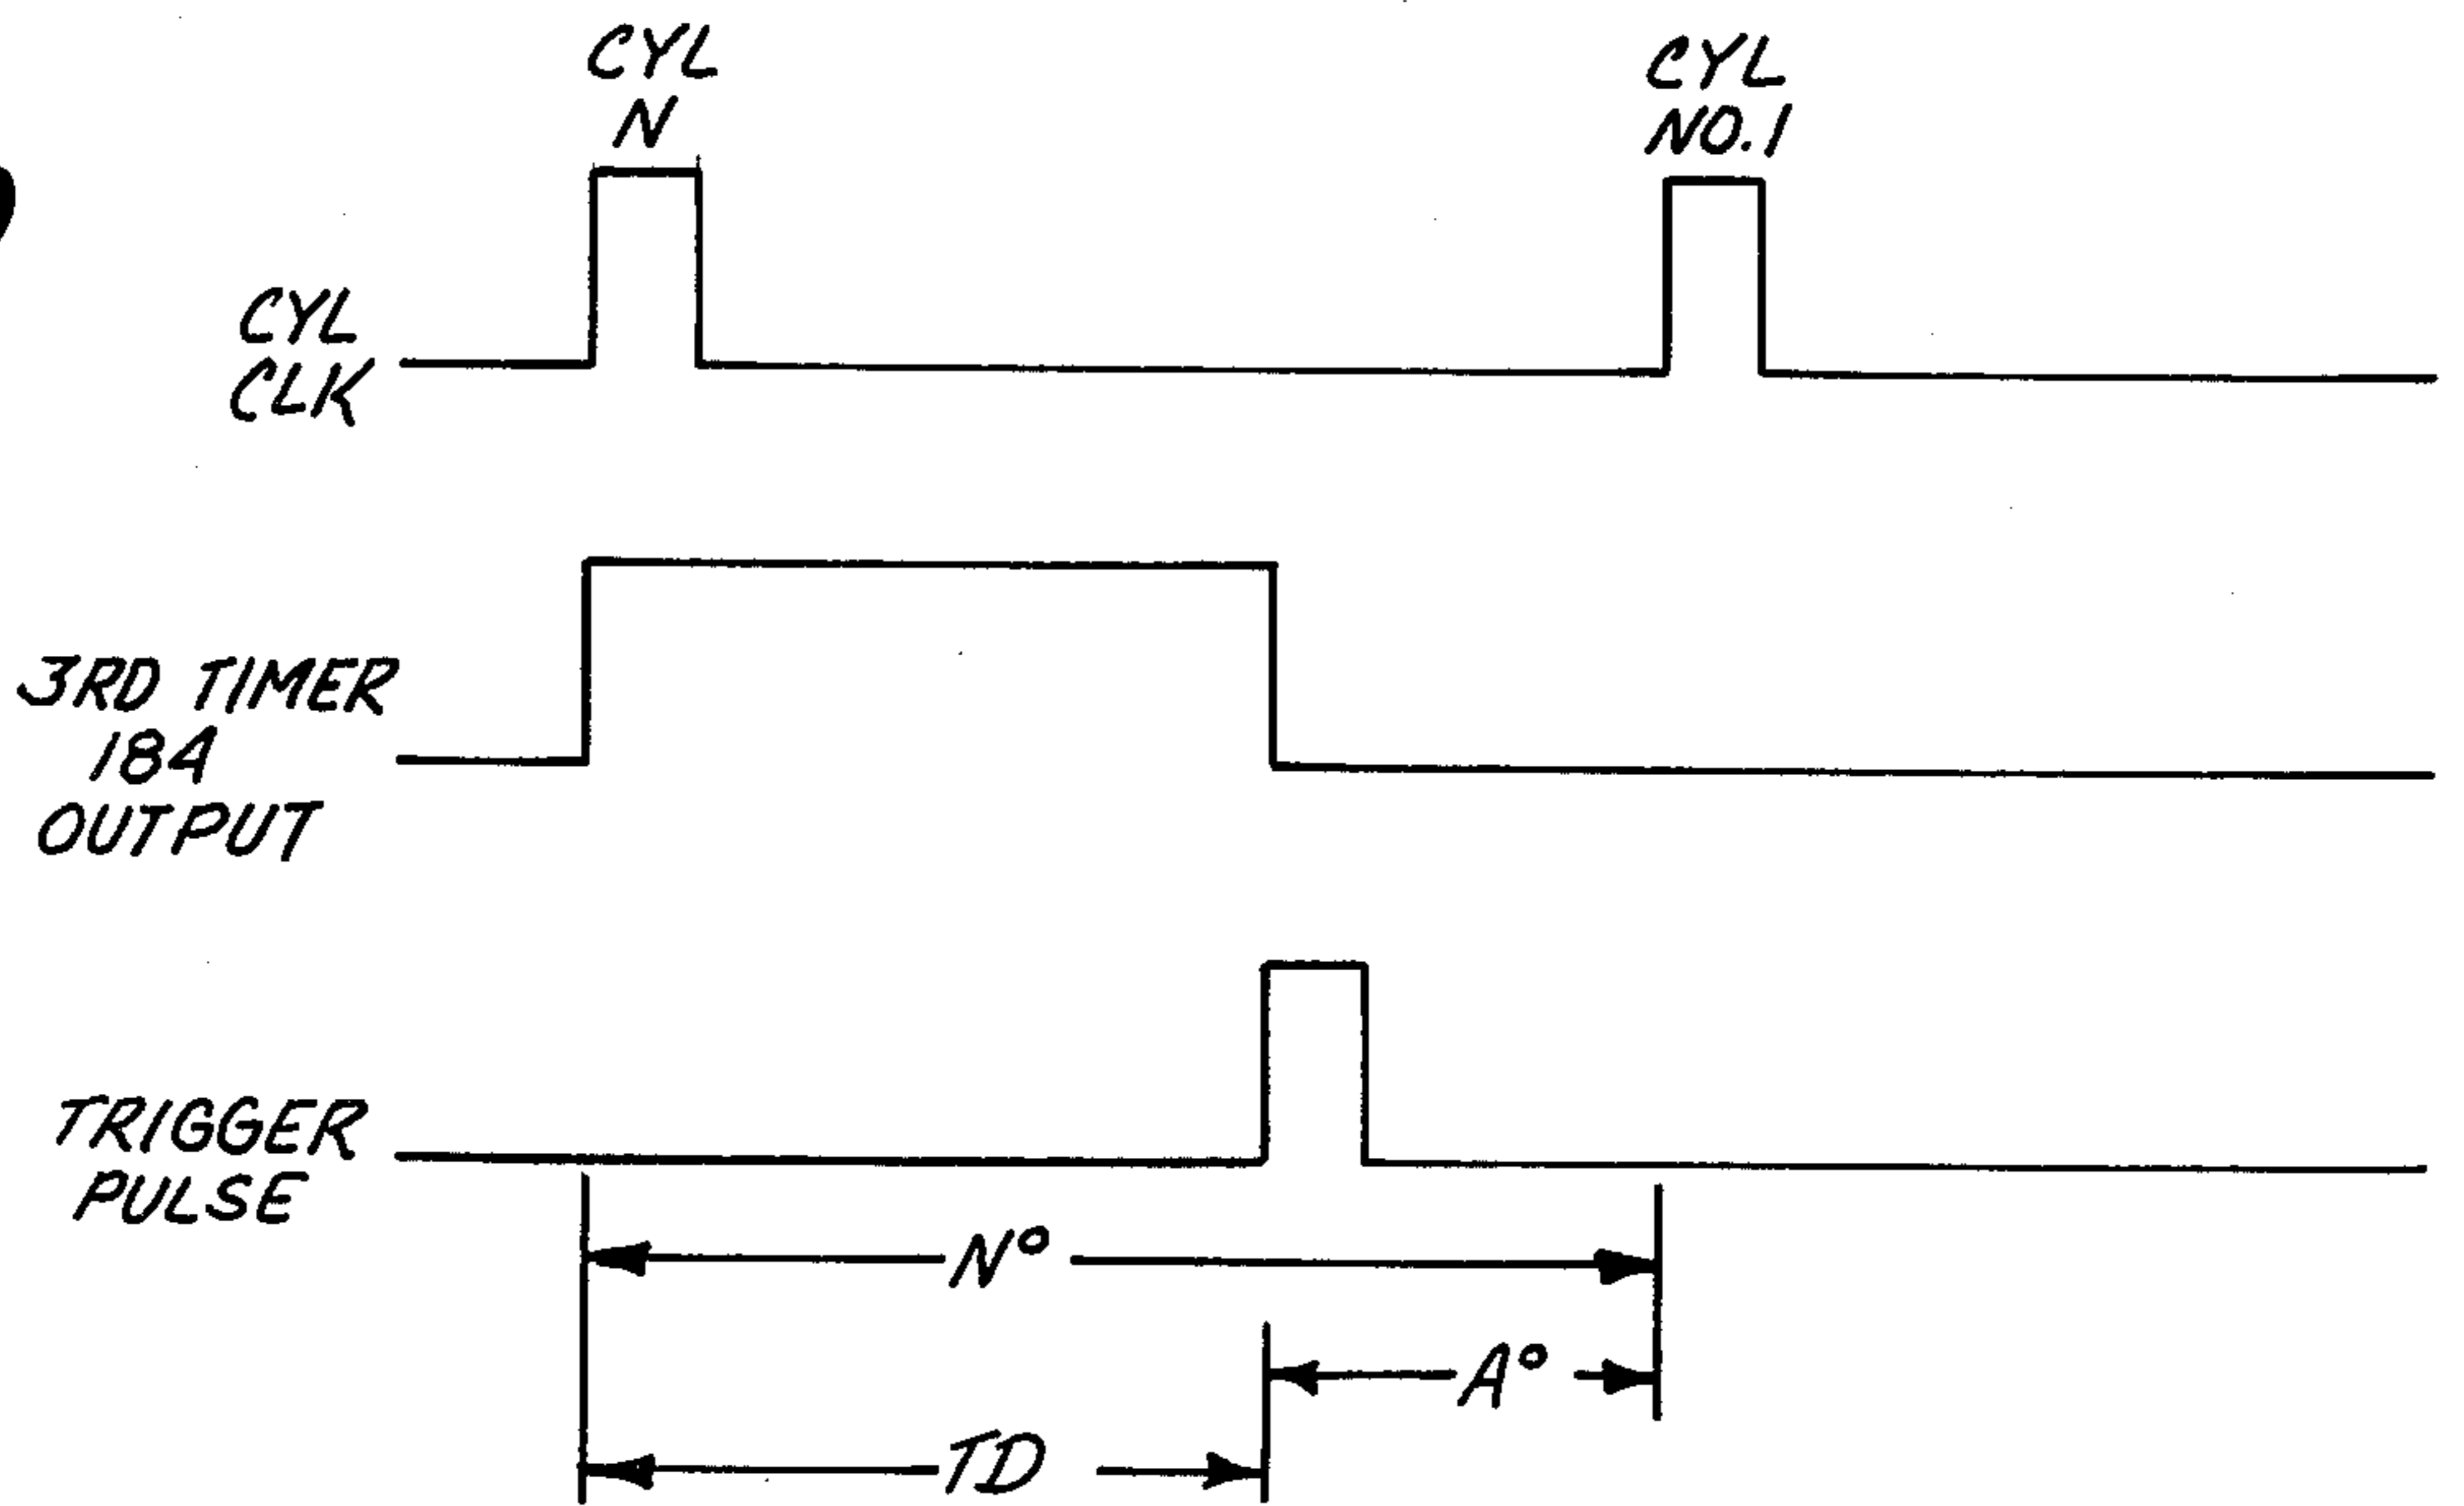 CYL
N
CYL
NO. 1
CYL
CLK
3RD TIMER
184
OUTPUT
TRIGGER
PULSE
N°
A°
TD